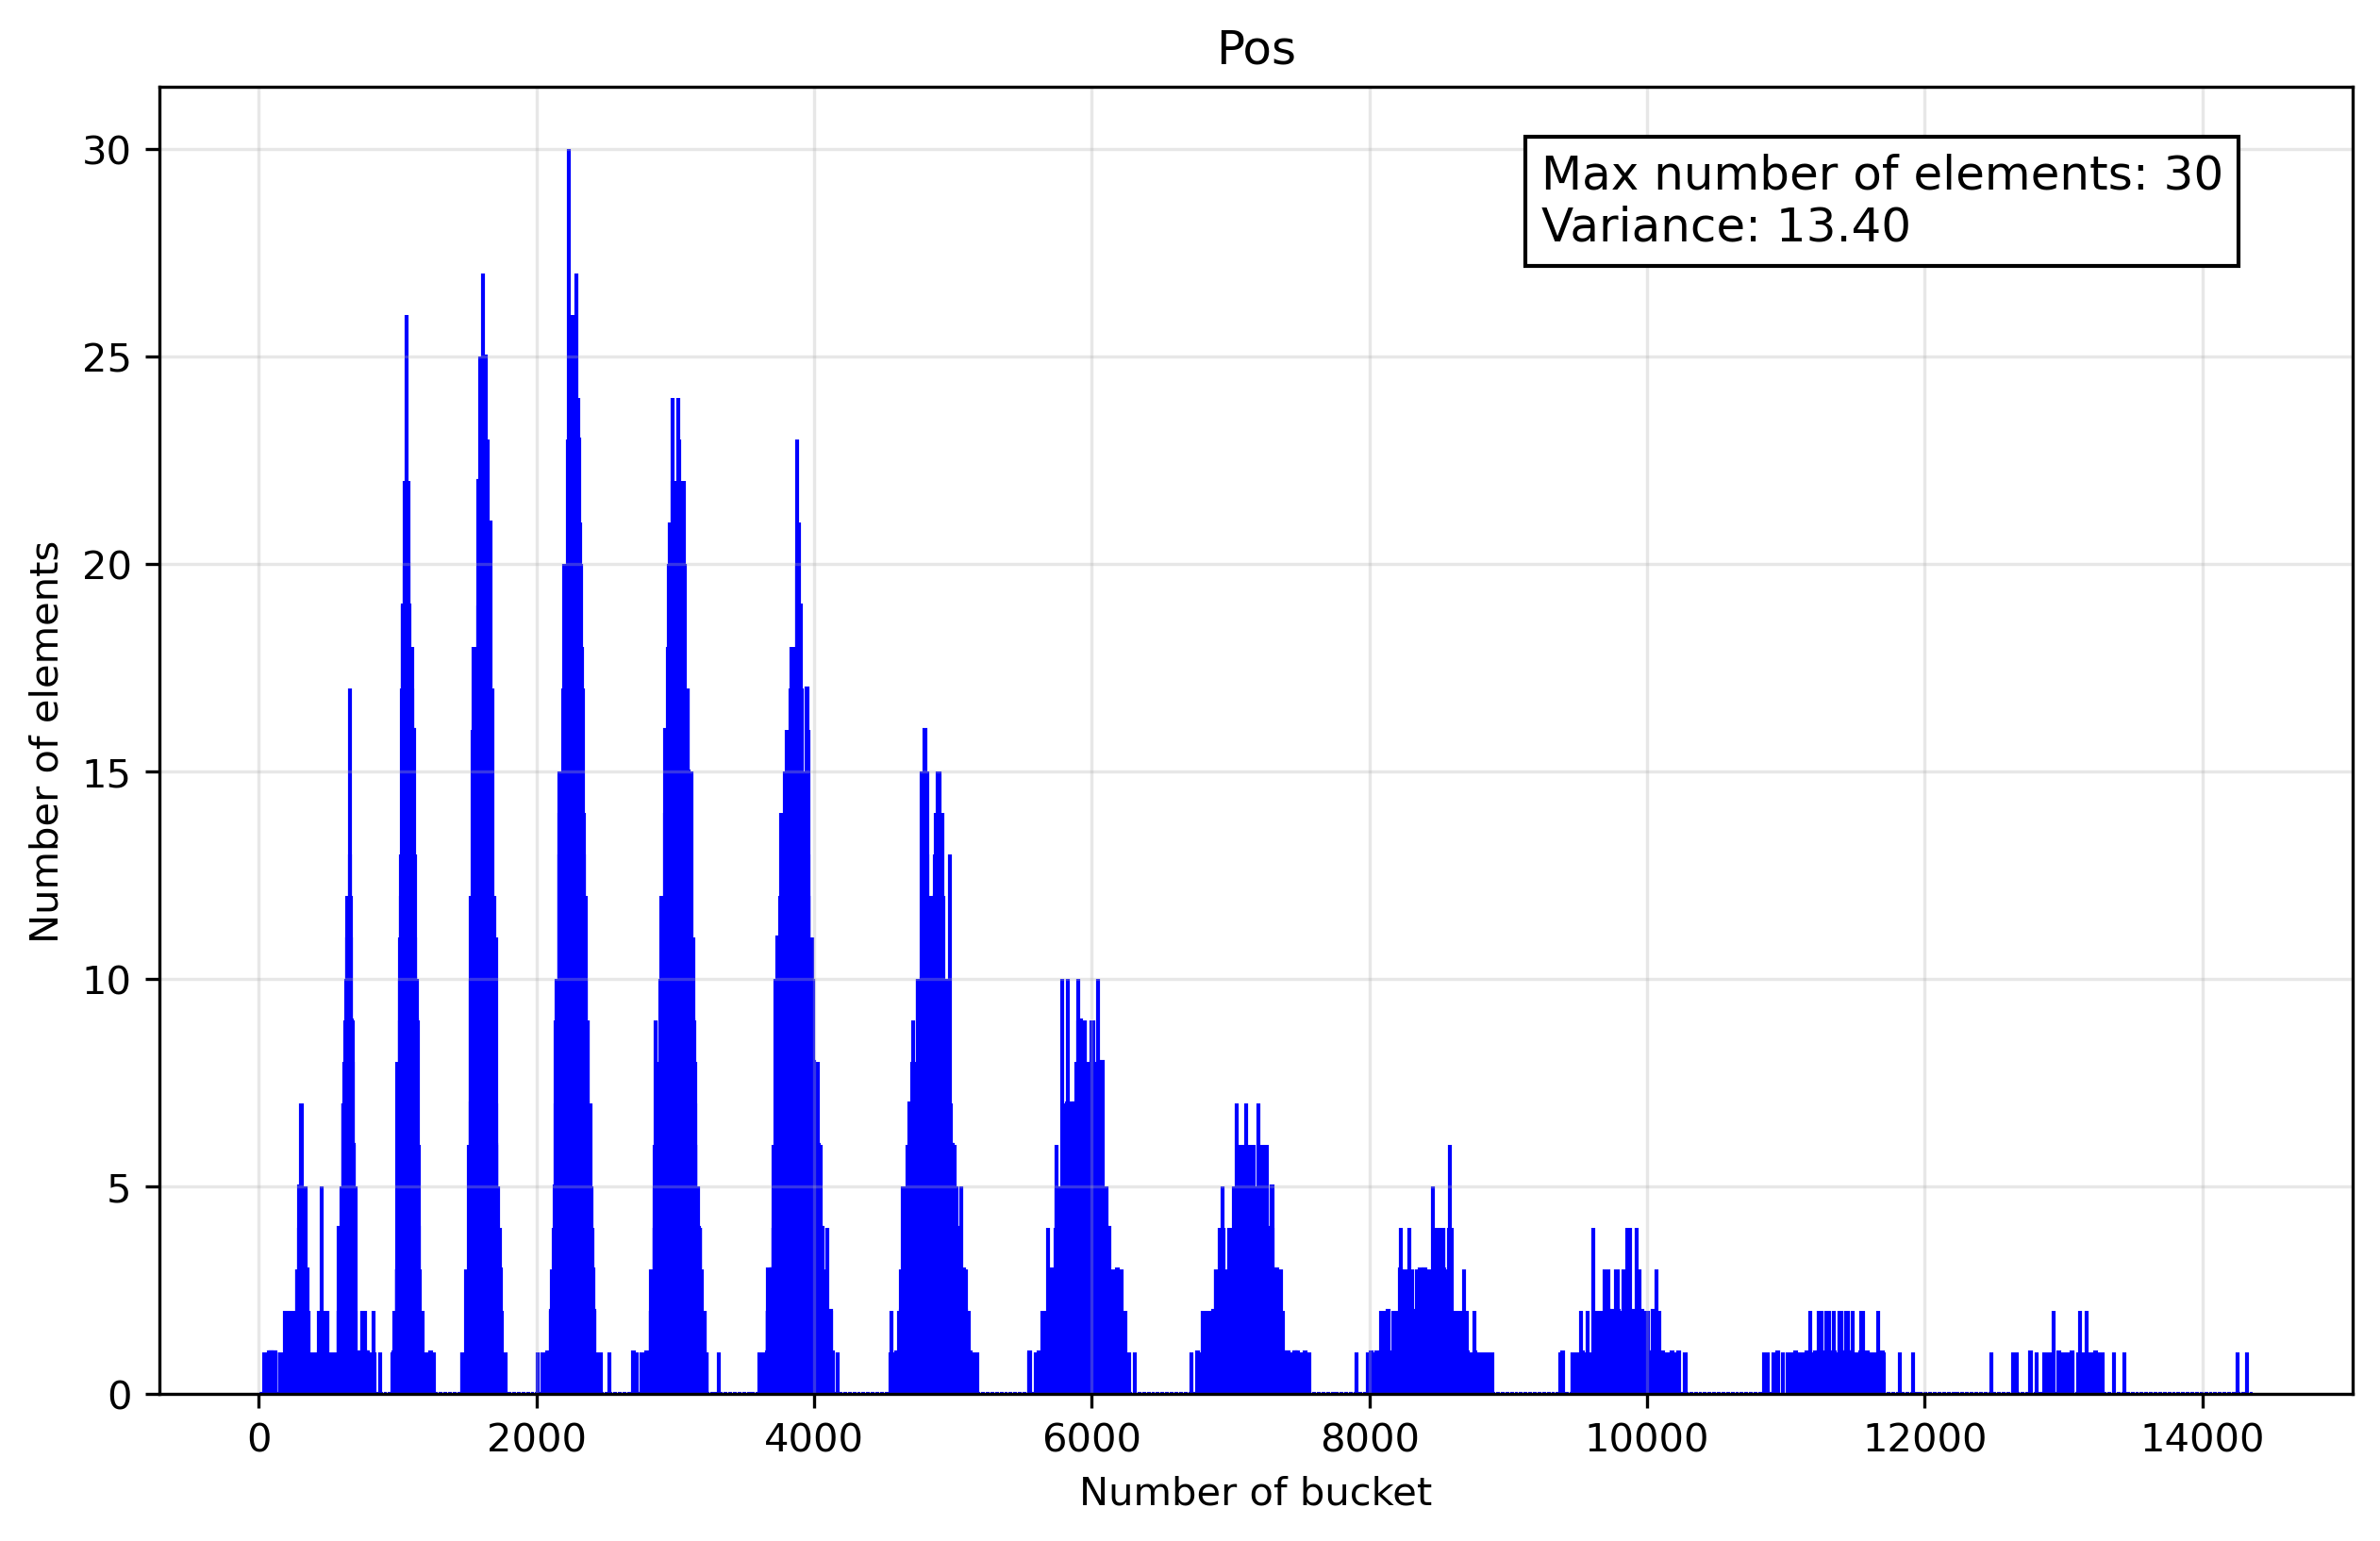 Pos
Max number of elements: 30
Variance: 13.40
Number of elements
30
25
20
15
10
5
0
0 2000 4000 6000 8000 10000 12000 14000
Number of bucket